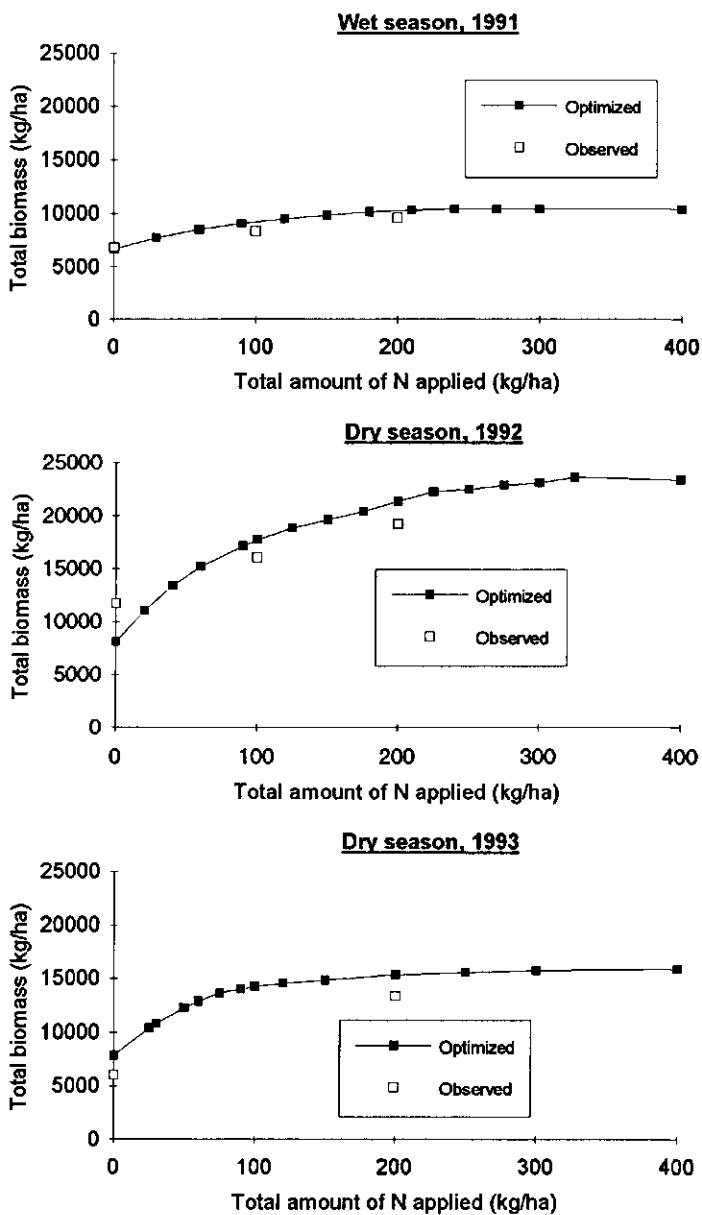 Wet season, 1991
25000
20000
15000
10000
5000
0
Total biomass (kg/ha)
Optimized
Observed
0 100 200 300 400
Total amount of N applied (kg/ha)
Dry season, 1992
25000
20000
15000
10000
5000
0
Total biomass (kg/ha)
Optimized
Observed
0 100 200 300 400
Total amount of N applied (kg/ha)
Dry season, 1993
25000
20000
15000
10000
5000
0
Total biomass (kg/ha)
Optimized
Observed
0 100 200 300 400
Total amount of N applied (kg/ha)